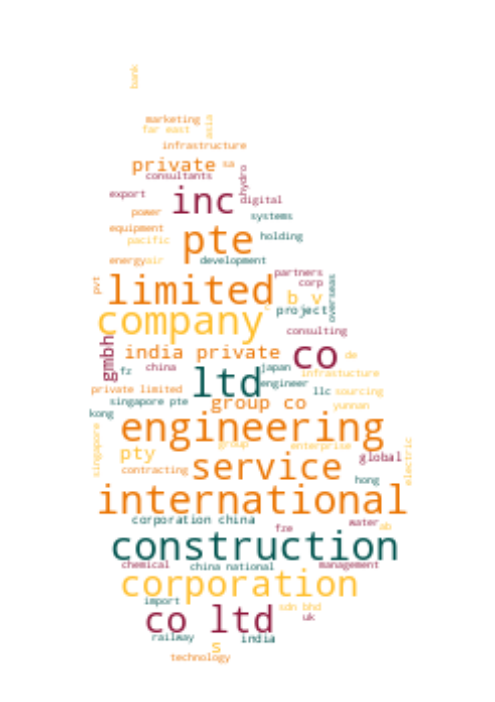 bank
marketing
far east
asia
infrastructure
private
sa
consultants
hydro
export
inc
digital
power
systems
equipment
pte
holding
pacific
energy
air
development
partners
pvt
limited
corp
overseas
b v
company
project
consulting
gmbh
india private
co
de
fz
china
ltd
japan
infrastucture
engineer
private limited
llc
sourcing
singapore pte
group co
yunnan
kong
engineering
singapore
group
enterprise
electric
pty
service
global
contracting
hong
international
corporation china
fze
water
ab
construction
chemical
china national
management
corporation
import
co ltd
sdn bhd
uk
railway
india
s
technology